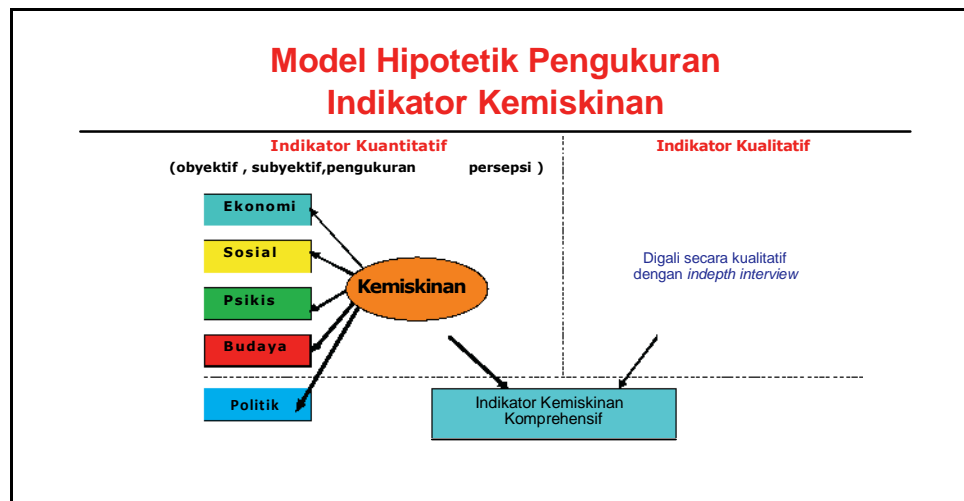 Model Hipotetik Pengukuran
Indikator Kemiskinan
Indikator Kuantitatif
(obyektif , subyektif,pengukuran persepsi )
Ekonomi
Sosial
Psikis
Budaya
Politik
Kemiskinan
Indikator Kualitatif
Digali secara kualitatif
dengan indepth interview
Indikator Kemiskinan
Komprehensif